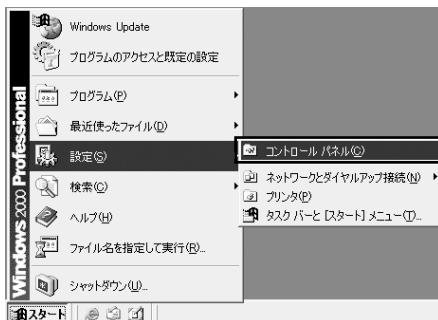 Windows Update
プログラムのアクセスと既定の設定
プログラム(P)
最近使ったファイル(D)
設定(S)
検索(C)
ヘルプ(H)
ファイル名を指定して実行(R)...
シャットダウン(U)...
コントロール パネル(C)
ネットワークとダイヤルアップ接続(N)
プリンタ(P)
タスク バーと [スタート] メニュー(T)...
Windows 2000 Professional
スタート